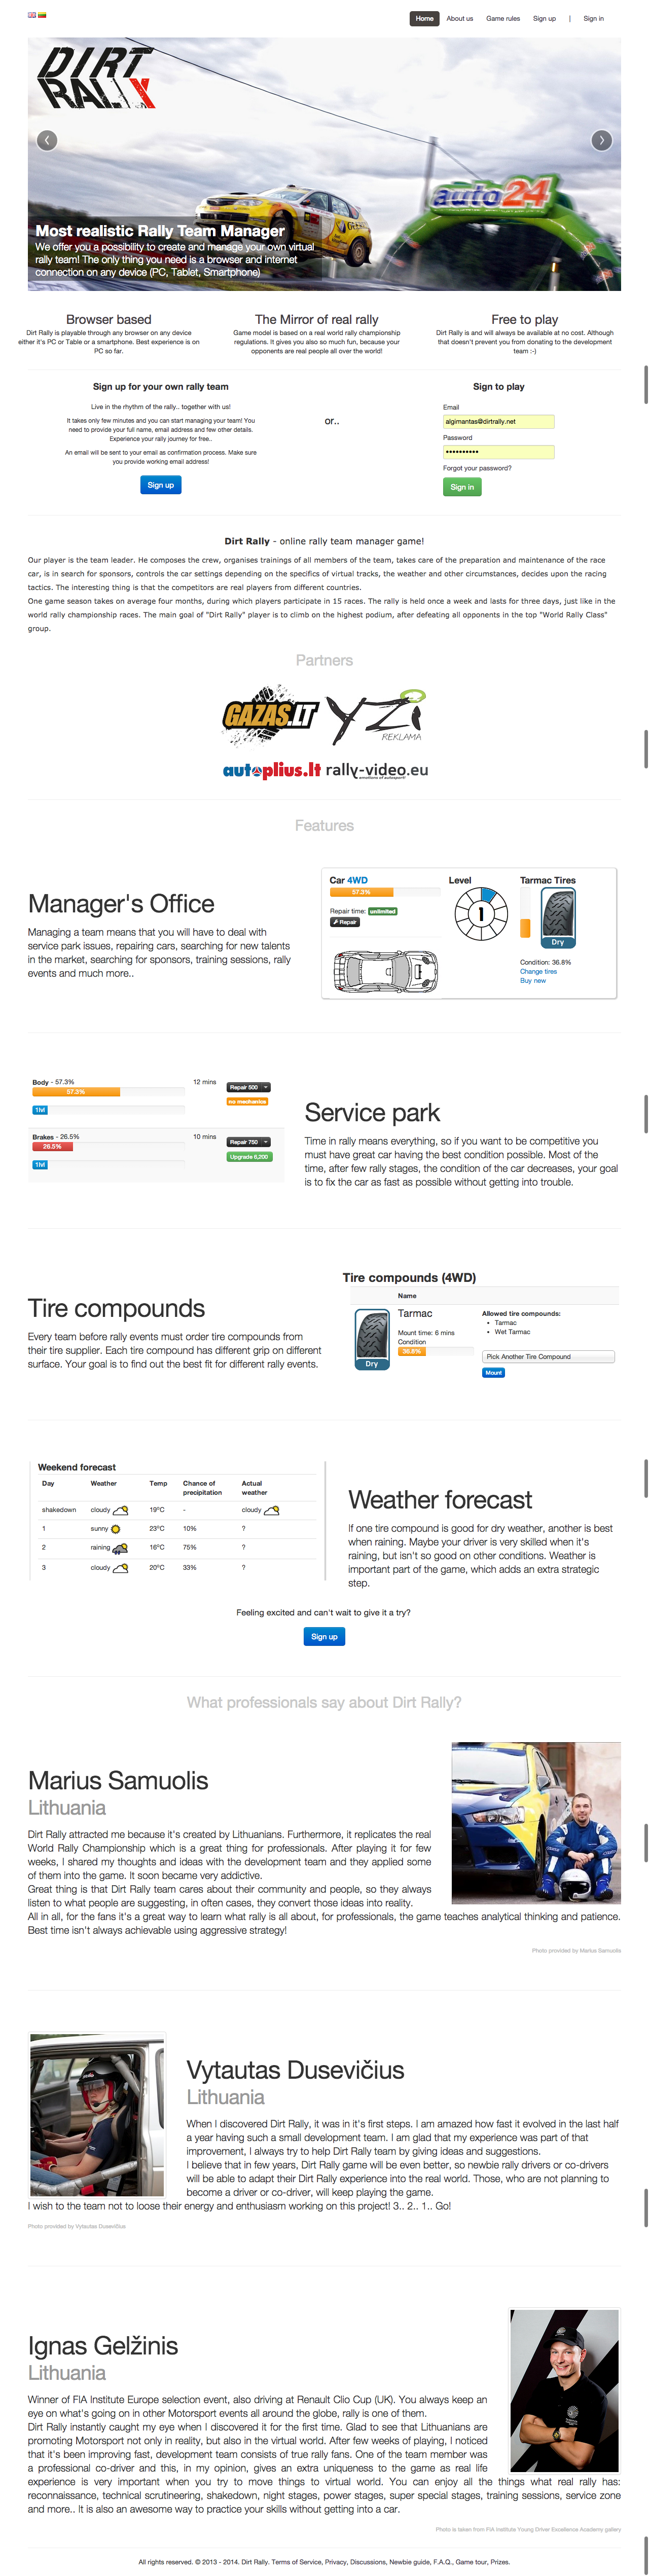 Home About us Game rules Sign up | Sign in
DIRT
RALLY
auto24
Most realistic Rally Team Manager
We offer you a possibility to create and manage your own virtual
rally team! The only thing you need is a browser and internet
connection on any device (PC, Tablet, Smartphone)
Browser based
Dirt Rally is playable through any browser on any device
either it's PC or Table or a smartphone. Best experience is on
PC so far.
The Mirror of real rally
Game model is based on a real world rally championship
regulations. It gives you also so much fun, because your
opponents are real people all over the world!
Free to play
Dirt Rally is and will always be available at no cost. Although
that doesn't prevent you from donating to the development
team :-)
Sign up for your own rally team
Live in the rhythm of the rally.. together with us!
It takes only few minutes and you can start managing your team! You
need to provide your full name, email address and few other details.
Experience your rally journey for free..
An email will be sent to your email as confirmation process. Make sure
you provide working email address!
Sign up
or..
Sign to play
Email
algimantas@dirtrally.net
Password
••••••••••
Forgot your password?
Sign in
Dirt Rally - online rally team manager game!
Our player is the team leader. He composes the crew, organises trainings of all members of the team, takes care of the preparation and maintenance of the race
car, is in search for sponsors, controls the car settings depending on the specifics of virtual tracks, the weather and other circumstances, decides upon the racing
tactics. The interesting thing is that the competitors are real players from different countries.
One game season takes on average four months, during which players participate in 15 races. The rally is held once a week and lasts for three days, just like in the
world rally championship races. The main goal of "Dirt Rally" player is to climb on the highest podium, after defeating all opponents in the top "World Rally Class"
group.
Partners
GAZAS.LT
YZI
REKLAMA
autoplius.lt
rally-video.eu
emotions of autosport!
Features
Manager's Office
Managing a team means that you will have to deal with
service park issues, repairing cars, searching for new talents
in the market, searching for sponsors, training sessions, rally
events and much more..
Car 4WD
57.3%
Repair time: unlimited
Repair
Level
1
Tarmac Tires
Dry
Condition: 36.8%
Change tires
Buy new
Body - 57.3% 12 mins
57.3% Repair 500
1lvl no mechanics
Brakes - 26.5% 10 mins
26.5% Repair 750
1lvl Upgrade 6,200
Service park
Time in rally means everything, so if you want to be competitive you
must have great car having the best condition possible. Most of the
time, after few rally stages, the condition of the car decreases, your goal
is to fix the car as fast as possible without getting into trouble.
Tire compounds
Every team before rally events must order tire compounds from
their tire supplier. Each tire compound has different grip on different
surface. Your goal is to find out the best fit for different rally events.
Tire compounds (4WD)
Name
Dry
Tarmac
Mount time: 6 mins
Condition
36.8%
Allowed tire compounds:
• Tarmac
• Wet Tarmac
Pick Another Tire Compound
Mount
Weekend forecast
Day Weather Temp Chance of precipitation Actual weather
shakedown cloudy 19°C - cloudy
1 sunny 23°C 10% ?
2 raining 16°C 75% ?
3 cloudy 20°C 33% ?
Weather forecast
If one tire compound is good for dry weather, another is best
when raining. Maybe your driver is very skilled when it's
raining, but isn't so good on other conditions. Weather is
important part of the game, which adds an extra strategic
step.
Feeling excited and can't wait to give it a try?
Sign up
What professionals say about Dirt Rally?
Marius Samuolis
Lithuania
Dirt Rally attracted me because it's created by Lithuanians. Furthermore, it replicates the real
World Rally Championship which is a great thing for professionals. After playing it for few
weeks, I shared my thoughts and ideas with the development team and they applied some
of them into the game. It soon became very addictive.
Great thing is that Dirt Rally team cares about their community and people, so they always
listen to what people are suggesting, in often cases, they convert those ideas into reality.
All in all, for the fans it's a great way to learn what rally is all about, for professionals, the game teaches analytical thinking and patience.
Best time isn't always achievable using aggressive strategy!
Photo provided by Marius Samuolis
Vytautas Dusevičius
Lithuania
When I discovered Dirt Rally, it was in it's first steps. I am amazed how fast it evolved in the last half
a year having such a small development team. I am glad that my experience was part of that
improvement, I always try to help Dirt Rally team by giving ideas and suggestions.
I believe that in few years, Dirt Rally game will be even better, so newbie rally drivers or co-drivers
will be able to adapt their Dirt Rally experience into the real world. Those, who are not planning to
become a driver or co-driver, will keep playing the game.
I wish to the team not to loose their energy and enthusiasm working on this project! 3.. 2.. 1.. Go!
Photo provided by Vytautas Dusevičius
Ignas Gelžinis
Lithuania
Winner of FIA Institute Europe selection event, also driving at Renault Clio Cup (UK). You always keep an
eye on what's going on in other Motorsport events all around the globe, rally is one of them.
Dirt Rally instantly caught my eye when I discovered it for the first time. Glad to see that Lithuanians are
promoting Motorsport not only in reality, but also in the virtual world. After few weeks of playing, I noticed
that it's been improving fast, development team consists of true rally fans. One of the team member was
a professional co-driver and this, in my opinion, gives an extra uniqueness to the game as real life
experience is very important when you try to move things to virtual world. You can enjoy all the things what real rally has:
reconnaissance, technical scrutineering, shakedown, night stages, power stages, super special stages, training sessions, service zone
and more.. It is also an awesome way to practice your skills without getting into a car.
Photo is taken from FIA Institute Young Driver Excellence Academy gallery
All rights reserved. © 2013 - 2014. Dirt Rally. Terms of Service, Privacy, Discussions, Newbie guide, F.A.Q., Game tour, Prizes.